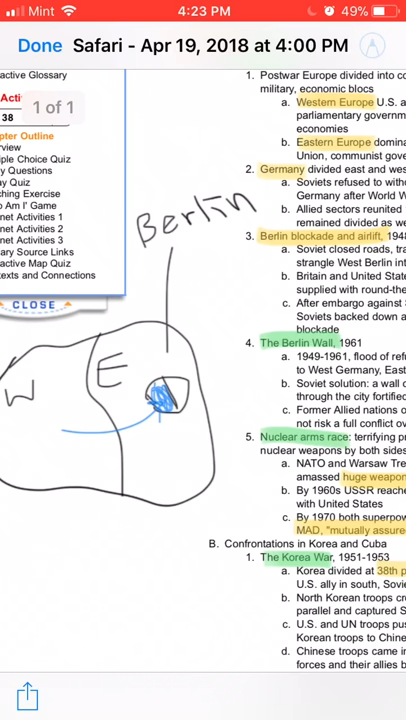 Mint 4:23 PM 49%
Done Safari - Apr 19, 2018 at 4:00 PM
1 of 1
active Glossary
Acti
38
pter Outline
rview
iple Choice Quiz
y Questions
ay Quiz
ching Exercise
o Am I' Game
net Activities 1
net Activities 2
net Activities 3
ary Source Links
active Map Quiz
texts and Connections
CLOSE
Berlin
W
E
1. Postwar Europe divided into co
military, economic blocs
a. Western Europe U.S. a
parliamentary governm
economies
b. Eastern Europe domina
Union, communist gove
2. Germany divided east and wes
a. Soviets refused to withd
Germany after World W
b. Allied sectors reunited
remained divided as we
3. Berlin blockade and airlift, 194
a. Soviet closed roads, tra
strangle West Berlin int
b. Britain and United State
supplied with round-the
c. After embargo against
Soviets backed down a
blockade
4. The Berlin Wall, 1961
a. 1949-1961, flood of refu
to West Germany, East
b. Soviet solution: a wall c
through the city fortified
c. Former Allied nations o
not risk a full conflict ov
5. Nuclear arms race: terrifying pr
nuclear weapons by both sides
a. NATO and Warsaw Tre
amassed huge weapon
b. By 1960s USSR reache
with United States
c. By 1970 both superpow
MAD, "mutually assure
B. Confrontations in Korea and Cuba
1. The Korea War, 1951-1953
a. Korea divided at 38th p
U.S. ally in south, Sovie
b. North Korean troops cr
parallel and captured S
c. U.S. and UN troops pus
Korean troops to Chine
d. Chinese troops came in
forces and their allies b